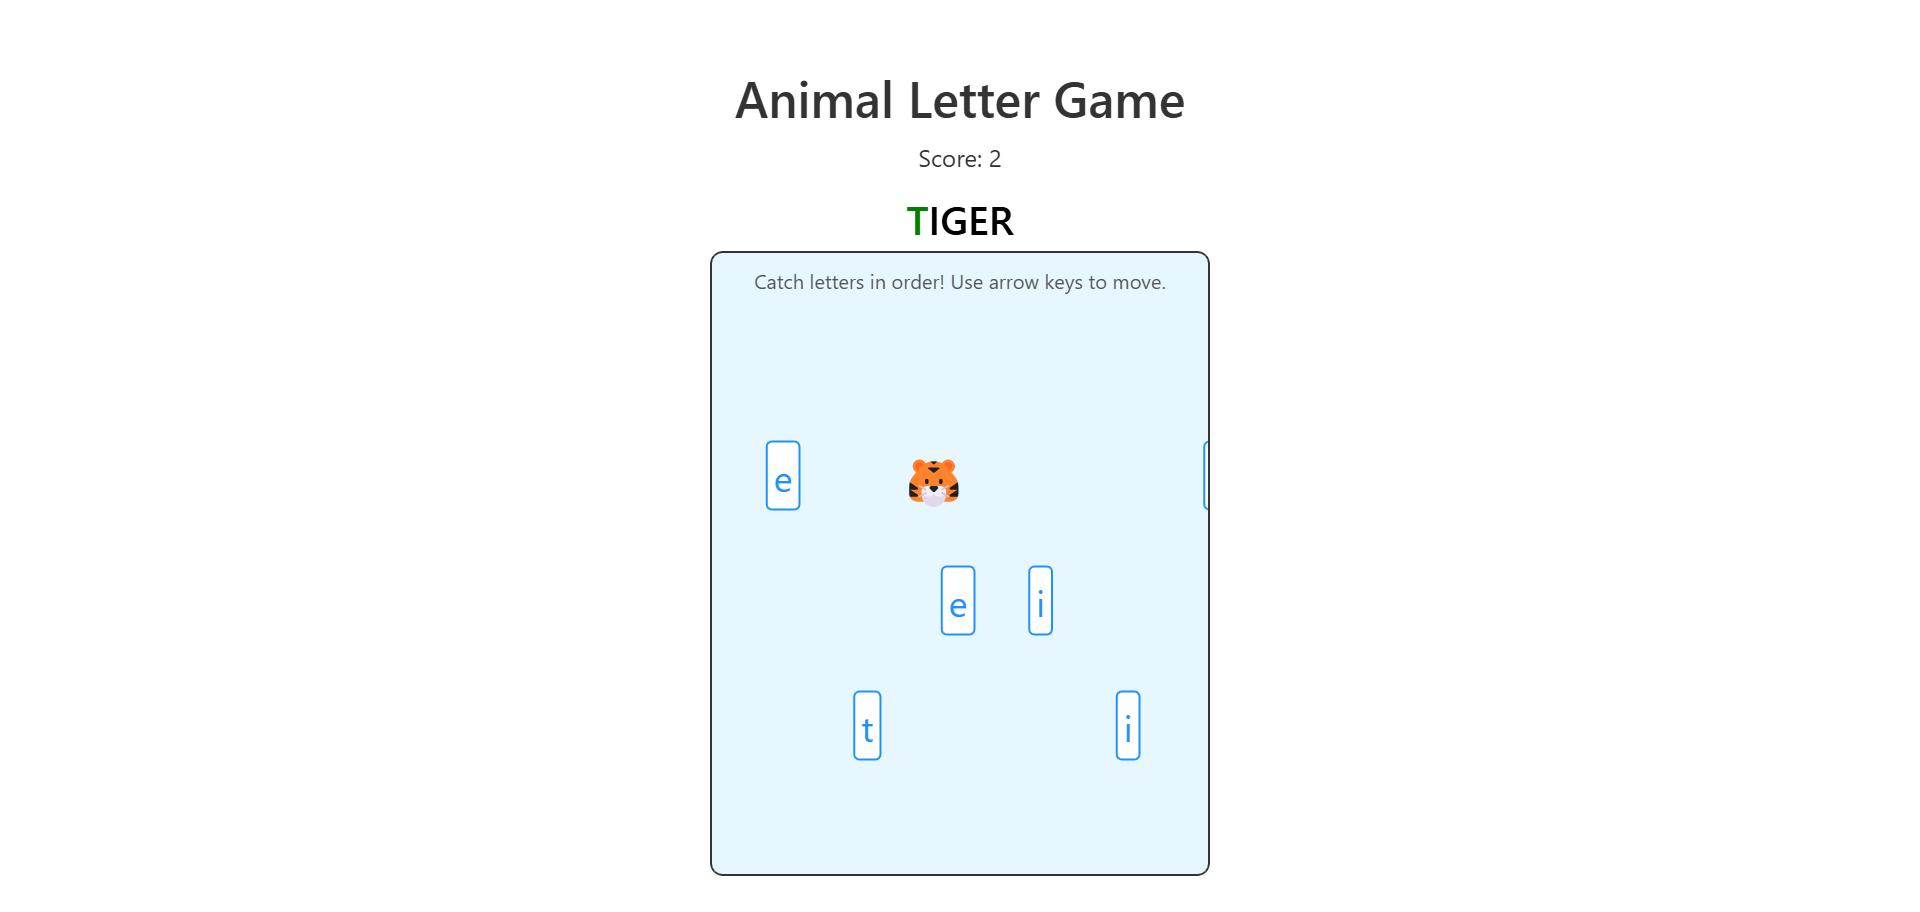 Animal Letter Game
Score: 2
TIGER
Catch letters in order! Use arrow keys to move.
e
e i
t i